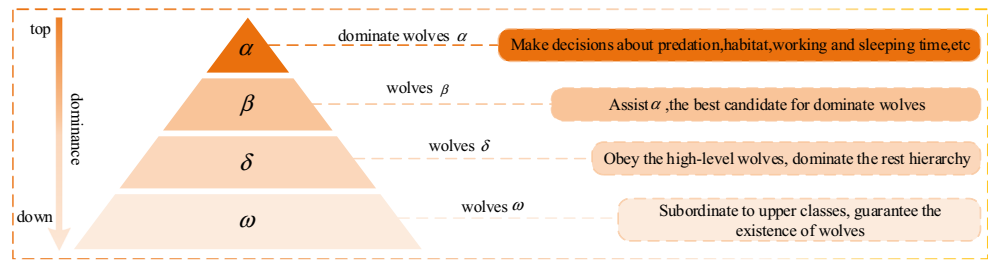 top
dominance
down
α
dominate wolves α
Make decisions about predation,habitat,working and sleeping time,etc
β
wolves β
Assist α ,the best candidate for dominate wolves
δ
wolves δ
Obey the high-level wolves, dominate the rest hierarchy
ω
wolves ω
Subordinate to upper classes, guarantee the
existence of wolves